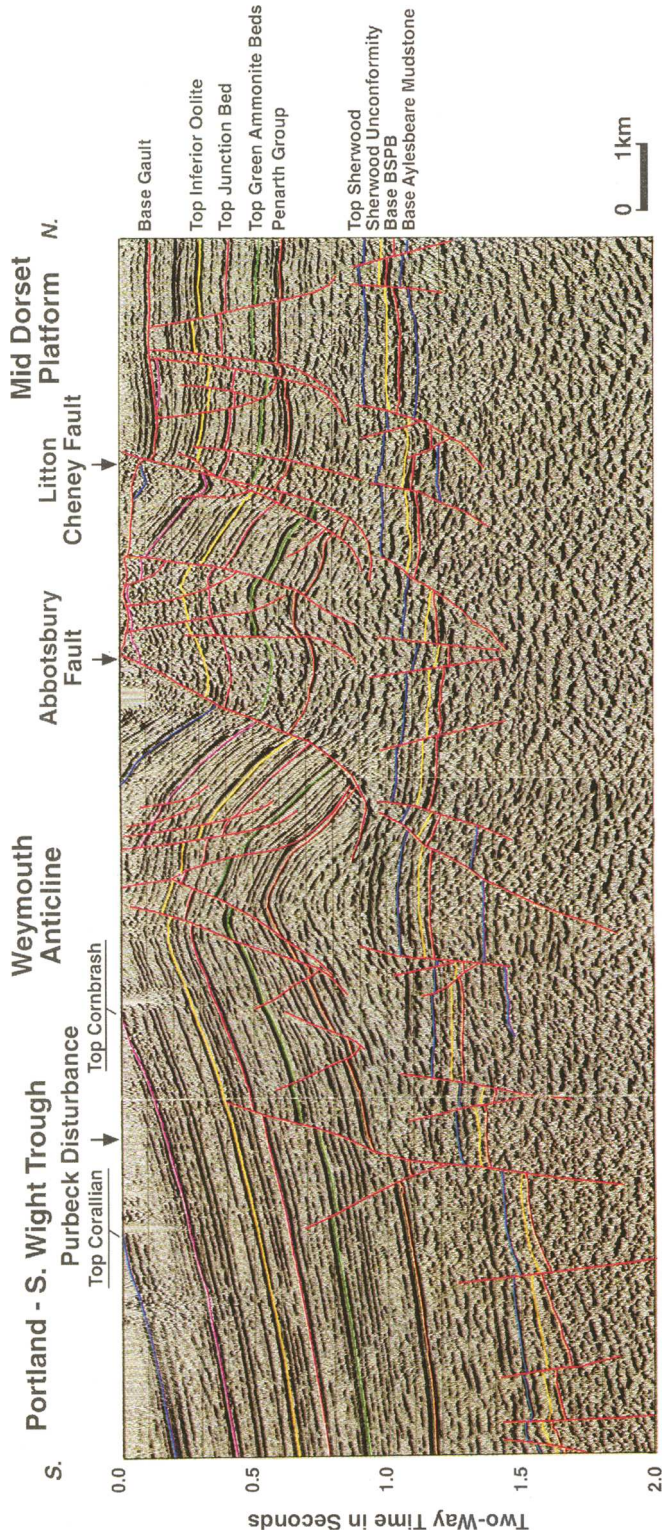 S.
Portland - S. Wight Trough
Purbeck Disturbance
Top Corallian
Top Cornbrash
Weymouth
Anticline
Abbotsbury
Fault
Litton
Cheney Fault
Mid Dorset
Platform
N.
Base Gault
Top Inferior Oolite
Top Junction Bed
Top Green Ammonite Beds
Penarth Group
Top Sherwood
Sherwood Unconformity
Base BSPB
Base Aylesbeare Mudstone
0.0
0.5
1.0
1.5
2.0
Two-Way Time in Seconds
0 1km